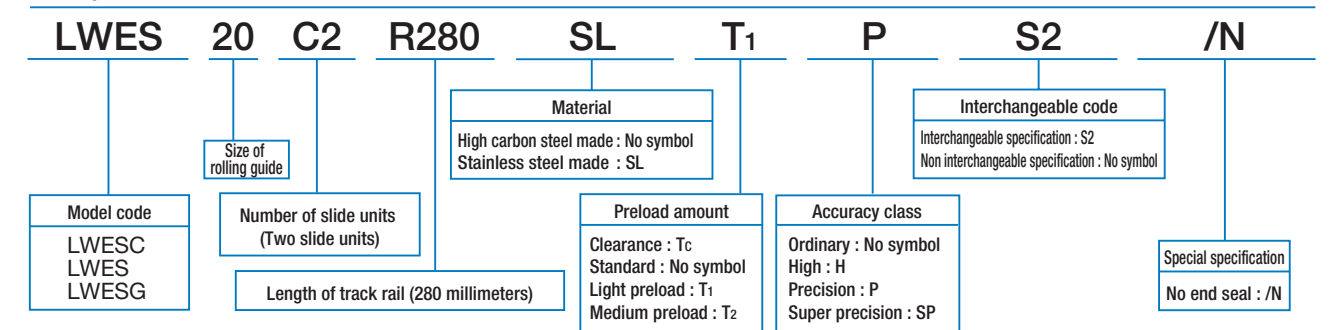 LWES 20 C2 R280 SL T1 P S2 /N
Material
High carbon steel made : No symbol
Stainless steel made : SL
Interchangeable code
Interchangeable specification : S2
Non interchangeable specification : No symbol
Size of
rolling guide
Model code
LWESC
LWES
LWESG
Number of slide units
(Two slide units)
Length of track rail (280 millimeters)
Preload amount
Clearance : Tc
Standard : No symbol
Light preload : T1
Medium preload : T2
Accuracy class
Ordinary : No symbol
High : H
Precision : P
Super precision : SP
Special specification
No end seal : /N